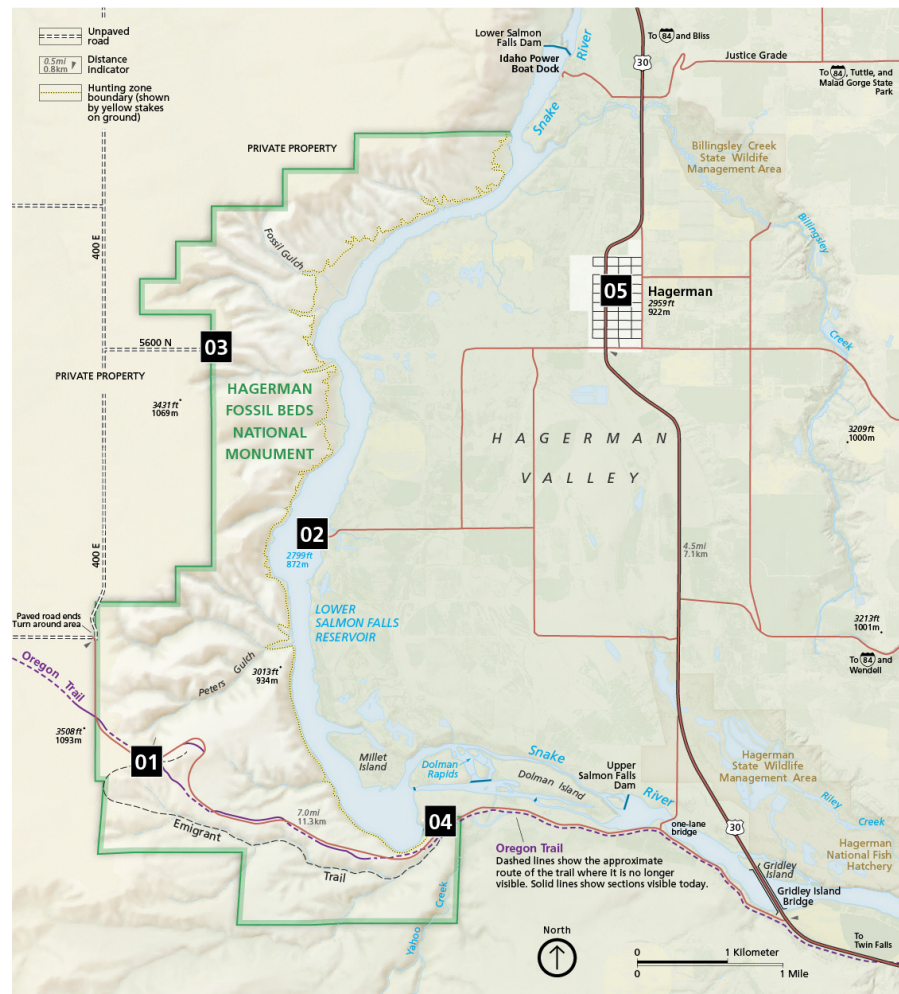 Unpaved
road
0.5mi
0.8km
Distance
Indicator
Hunting zone
boundary (shown
by yellow stakes
on ground)
Lower Salmon
Falls Dam
Idaho Power
Boat Dock
River
Snake
To 84 and Bliss
30
Justice Grade
To 84, Tuttle, and
Malad Gorge State
Park
PRIVATE PROPERTY
Billingsley Creek
State Wildlife
Management Area
Billingsley
Creek
400 E
Fossil Gulch
05
Hagerman
2959ft
922m
5600 N
03
PRIVATE PROPERTY
3431ft
1069m
HAGERMAN
FOSSIL BEDS
NATIONAL
MONUMENT
HAGERMAN
VALLEY
3209ft
1000m
02
2799ft
872m
400 E
4.5mi
7.1km
LOWER
SALMON FALLS
RESERVOIR
Paved road ends
Turn around area
3213ft
1001m
To 84 and
Wendell
Oregon Trail
Peters Gulch
3013ft
934m
3508ft
1093m
01
Millet
Island
Dolman
Rapids
Snake
Dolman Island
Upper
Salmon Falls
Dam
River
Hagerman
State Wildlife
Management Area
Riley
Creek
7.0mi
11.3km
04
Emigrant
Trail
one-lane
bridge
30
Hagerman
National Fish
Hatchery
Oregon Trail
Dashed lines show the approximate
route of the trail where it is no longer
visible. Solid lines show sections visible today.
Gridley
Island
Gridley Island
Bridge
Yahoo
Creek
North
0
1 Kilometer
0
1 Mile
To
Twin Falls